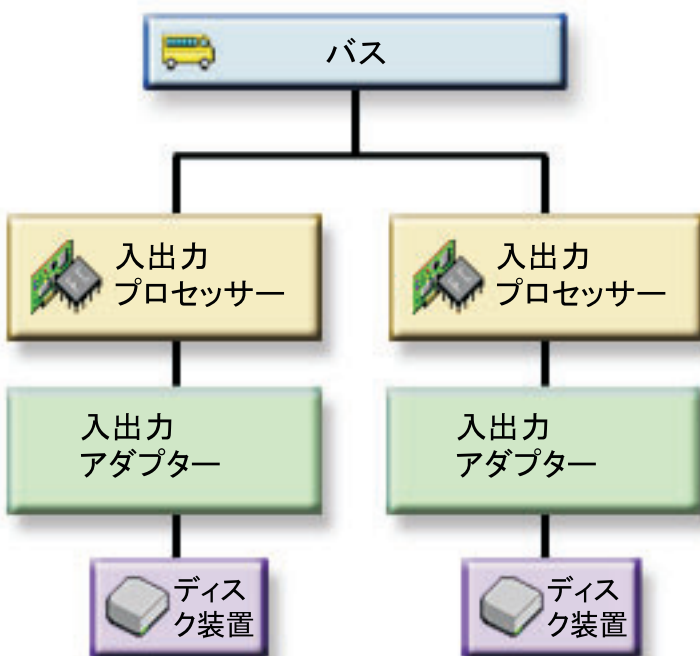 バス
入出力
プロセッサー
入出力
プロセッサー
入出力
アダプター
入出力
アダプター
ディス
ク装置
ディス
ク装置